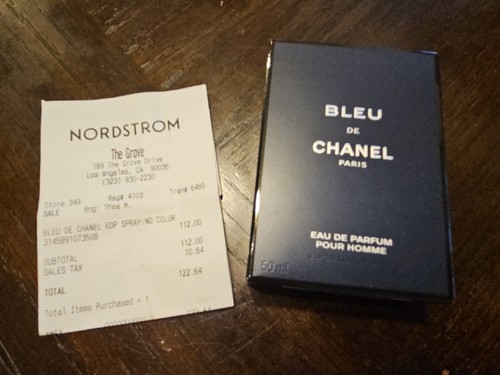 NORDSTROM
The Grove
189 The Grove Drive
Los Angeles, CA 90036
(323) 930-2230
Store 349 Reg# 4103 Tran# 6489
SALE Rng: Shea M.
BLEU DE CHANEL EDP SPRAY:NO COLOR
3145891073508 112.00
SUBTOTAL 112.00
SALES TAX 10.64
TOTAL 122.64
Total Items Purchased = 1
BLEU
DE
CHANEL
PARIS
EAU DE PARFUM
POUR HOMME
50 ml